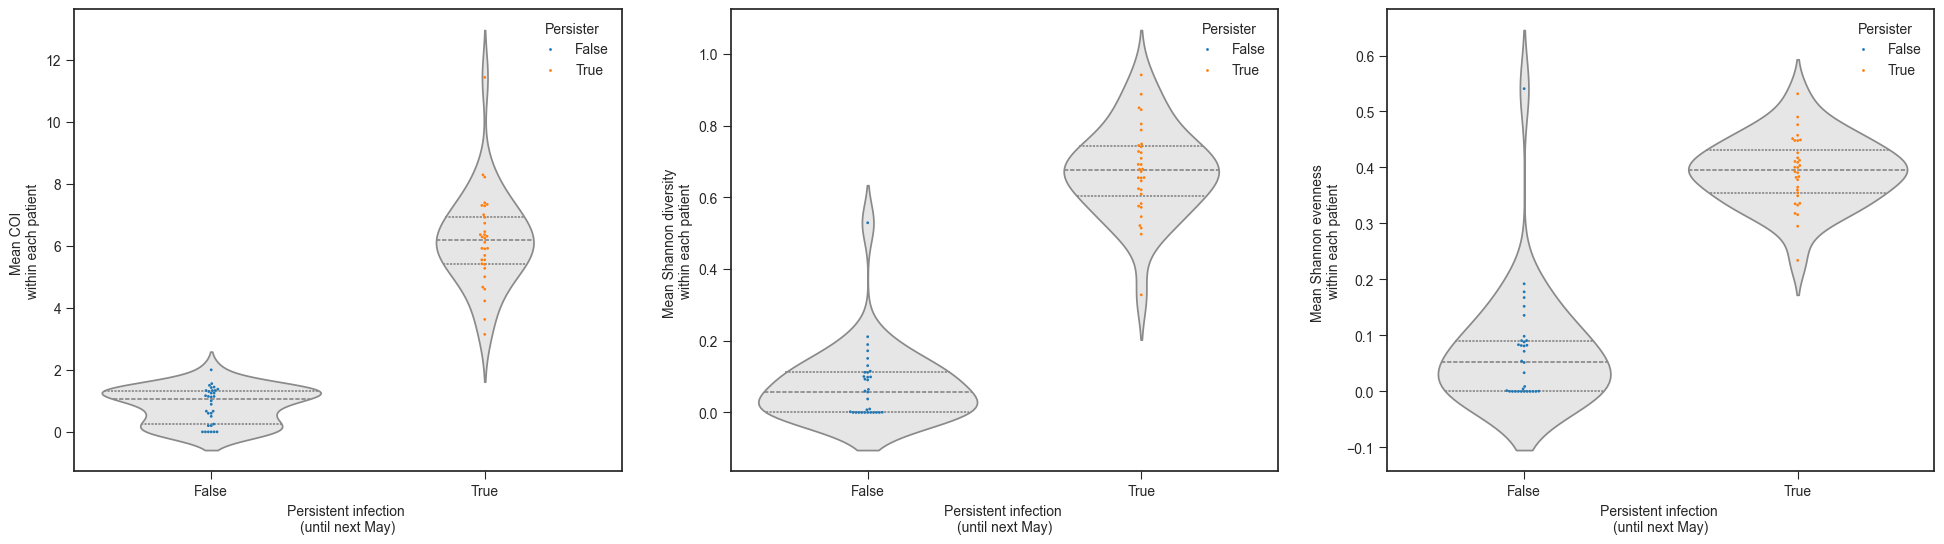 Mean COI
within each patient
12
10
8
6
4
2
0
Persister
False
True
False
True
Persistent infection
(until next May)
Mean Shannon diversity
within each patient
1.0
0.8
0.6
0.4
0.2
0.0
Persister
False
True
False
True
Persistent infection
(until next May)
Mean Shannon evenness
within each patient
0.6
0.5
0.4
0.3
0.2
0.1
0.0
−0.1
Persister
False
True
False
True
Persistent infection
(until next May)